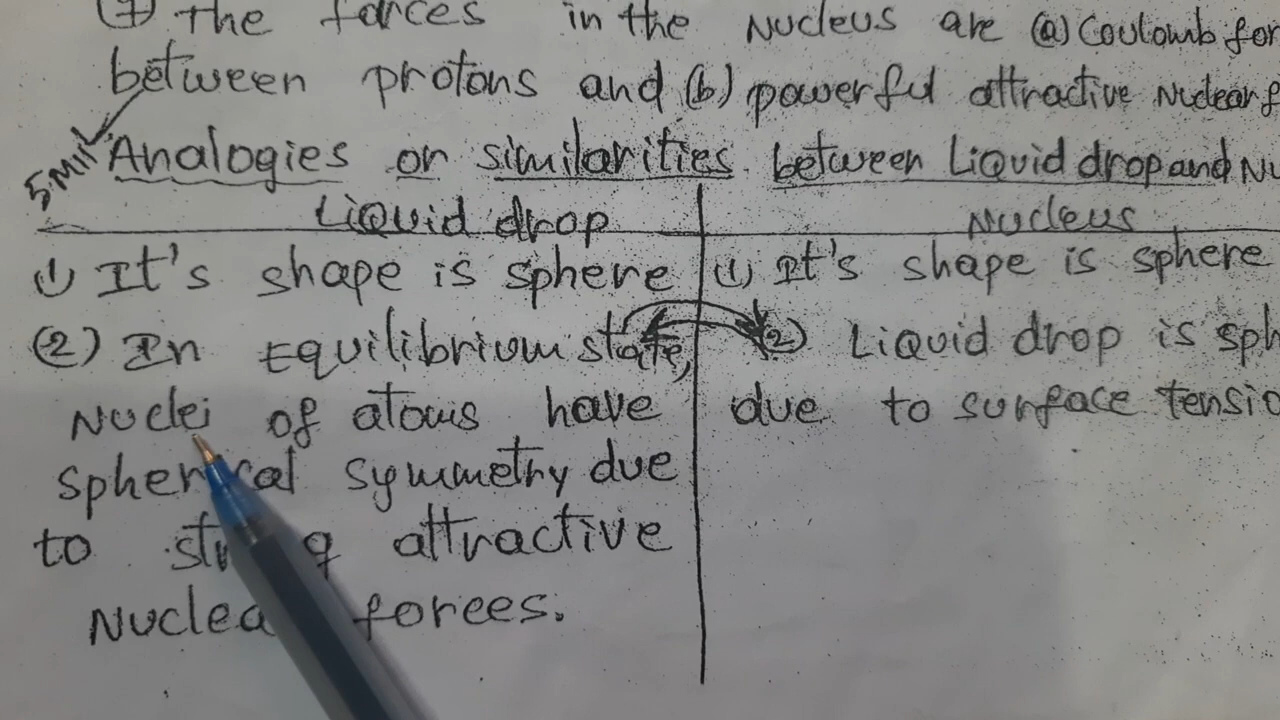 (7) The forces in the Nucleus are (a) Coulomb for
between protons and (b) powerful attractive Nuclear f
5M
Analogies or similarities between Liquid drop and Nu
Liquid drop
Nucleus
(1) It's shape is sphere
(2) In Equilibrium state,
Nuclei of atoms have
spherical symmetry due
to strong attractive
Nuclear forces.
(1) It's shape is sphere
(2) Liquid drop is sph
due to surface tensio